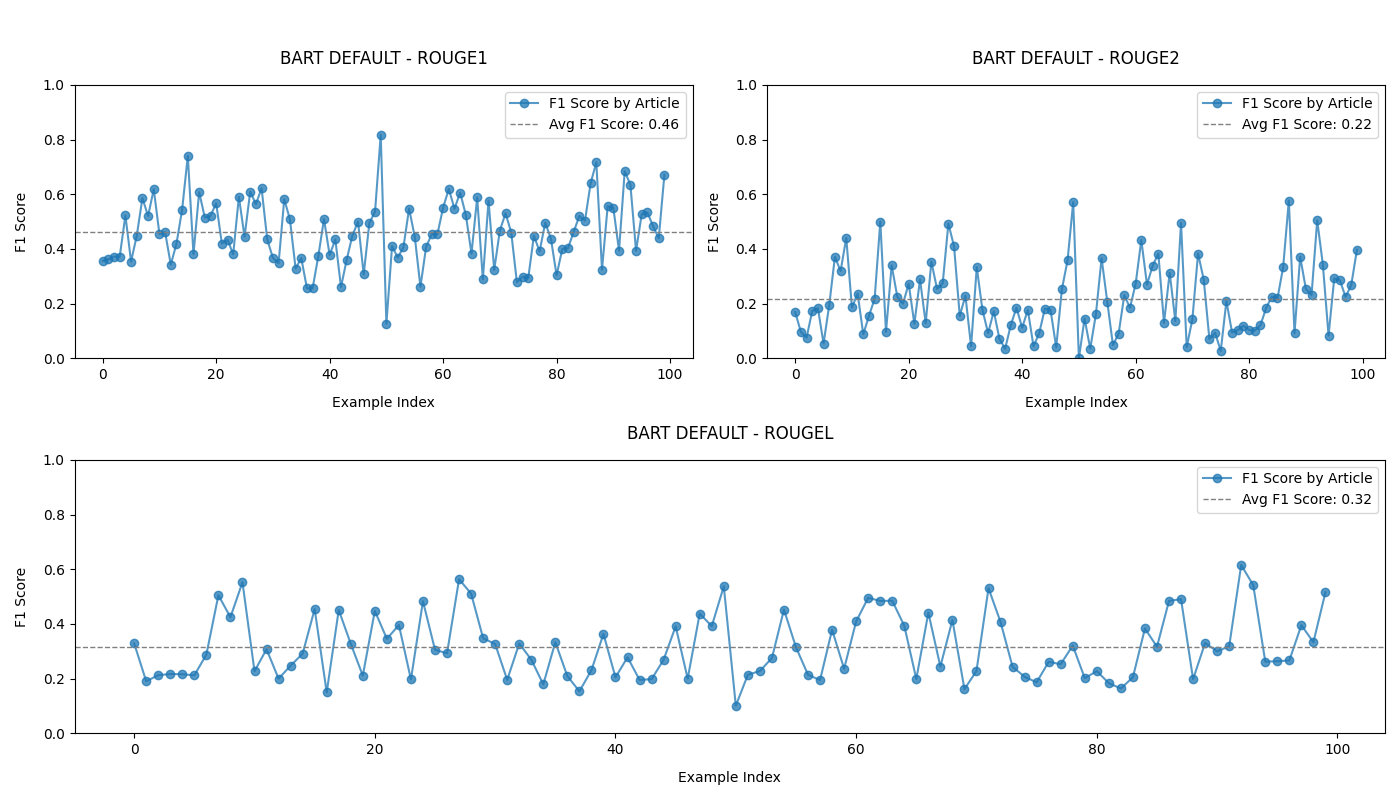 BART DEFAULT - ROUGE1
1.0
0.8
0.6
0.4
0.2
0.0
F1 Score
F1 Score by Article
Avg F1 Score: 0.46
0 20 40 60 80 100
Example Index
BART DEFAULT - ROUGE2
1.0
0.8
0.6
0.4
0.2
0.0
F1 Score
F1 Score by Article
Avg F1 Score: 0.22
0 20 40 60 80 100
Example Index
BART DEFAULT - ROUGEL
1.0
0.8
0.6
0.4
0.2
0.0
F1 Score
F1 Score by Article
Avg F1 Score: 0.32
0 20 40 60 80 100
Example Index